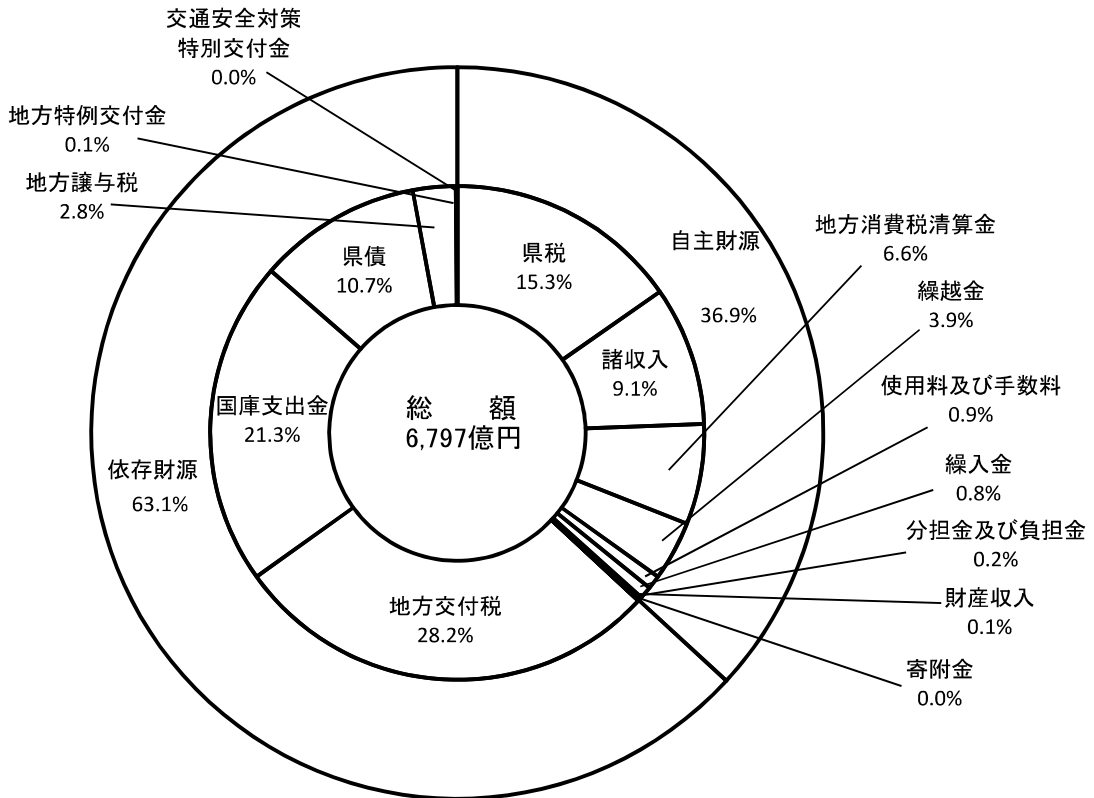 交通安全対策
特別交付金
0.0%
地方特例交付金
0.1%
地方譲与税
2.8%
県債
10.7%
県税
15.3%
自主財源
36.9%
地方消費税清算金
6.6%
繰越金
3.9%
諸収入
9.1%
使用料及び手数料
0.9%
国庫支出金
21.3%
総 額
6,797億円
依存財源
63.1%
繰入金
0.8%
分担金及び負担金
0.2%
地方交付税
28.2%
財産収入
0.1%
寄附金
0.0%